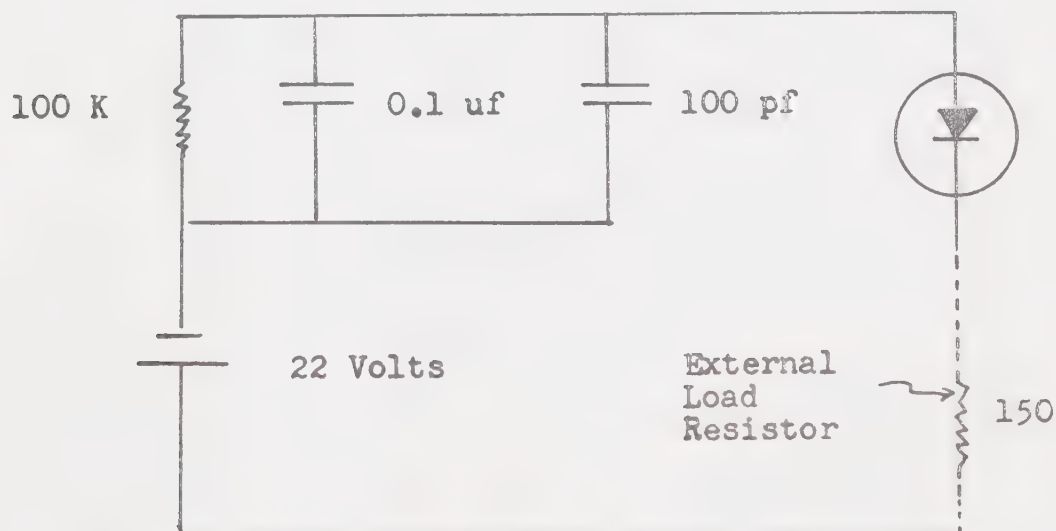 100 K
0.1 uf
100 pf
22 Volts
External
Load
Resistor
150